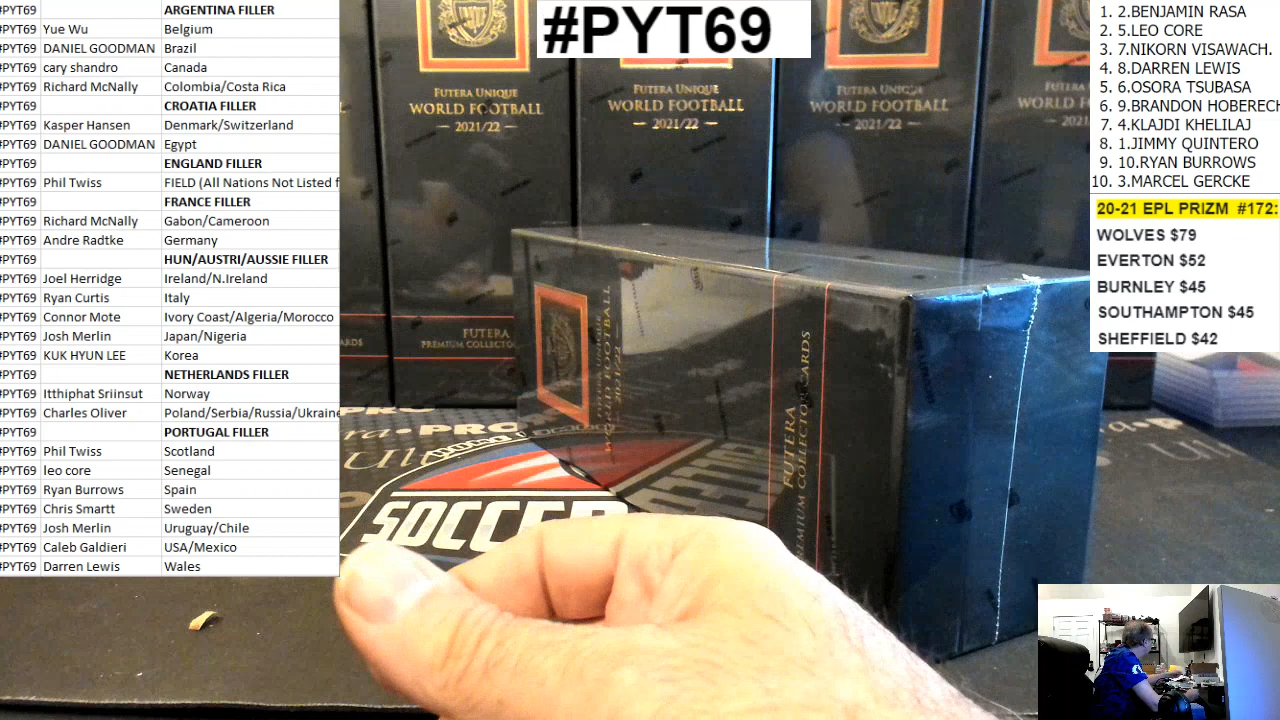 #PYT69 ARGENTINA FILLER
#PYT69 Yue Wu Belgium
#PYT69 DANIEL GOODMAN Brazil
#PYT69 cary shandro Canada
#PYT69 Richard McNally Colombia/Costa Rica
#PYT69 CROATIA FILLER
#PYT69 Kasper Hansen Denmark/Switzerland
#PYT69 DANIEL GOODMAN Egypt
#PYT69 ENGLAND FILLER
#PYT69 Phil Twiss FIELD (All Nations Not Listed f
#PYT69 FRANCE FILLER
#PYT69 Richard McNally Gabon/Cameroon
#PYT69 Andre Radtke Germany
#PYT69 HUN/AUSTRI/AUSSIE FILLER
#PYT69 Joel Herridge Ireland/N.Ireland
#PYT69 Ryan Curtis Italy
#PYT69 Connor Mote Ivory Coast/Algeria/Morocco
#PYT69 Josh Merlin Japan/Nigeria
#PYT69 KUK HYUN LEE Korea
#PYT69 NETHERLANDS FILLER
#PYT69 Itthiphat Sriinsut Norway
#PYT69 Charles Oliver Poland/Serbia/Russia/Ukraine
#PYT69 PORTUGAL FILLER
#PYT69 Phil Twiss Scotland
#PYT69 leo core Senegal
#PYT69 Ryan Burrows Spain
#PYT69 Chris Smartt Sweden
#PYT69 Josh Merlin Uruguay/Chile
#PYT69 Caleb Galdieri USA/Mexico
#PYT69 Darren Lewis Wales
#PYT69
FUTERA UNIQUE
WORLD FOOTBALL
2021/22
FUTERA UNIQUE
WORLD FOOTBALL
2021/22
FUTERA UNIQUE
WORLD FOOTBALL
2021/22
FUTERA
WORLD
FUTERA
PREMIUM COLLECTO
FUTERA UNIQUE
WORLD FOOTBALL
2021/22
FUTERA
PREMIUM COLLECTOR CARDS
SOCCER
1. 2.BENJAMIN RASA
2. 5.LEO CORE
3. 7.NIKORN VISAWACH.
4. 8.DARREN LEWIS
5. 6.OSORA TSUBASA
6. 9.BRANDON HOBERECH
7. 4.KLAJDI KHELILAJ
8. 1.JIMMY QUINTERO
9. 10.RYAN BURROWS
10. 3.MARCEL GERCKE
20-21 EPL PRIZM #172:
WOLVES $79
EVERTON $52
BURNLEY $45
SOUTHAMPTON $45
SHEFFIELD $42